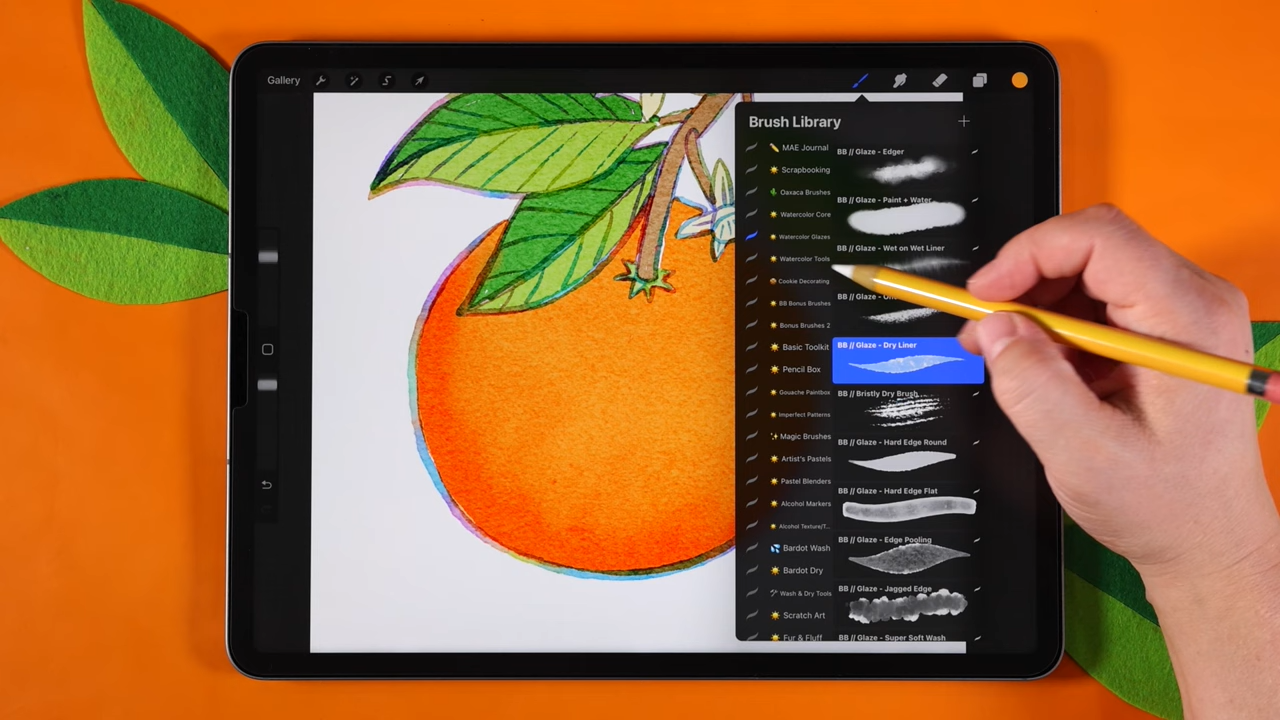 Gallery
Brush Library
MAE Journal
Scrapbooking
Oaxaca Brushes
Watercolor Core
Watercolor Glazes
Watercolor Tools
Cookie Decorating
BB Bonus Brushes
Bonus Brushes 2
Basic Toolkit
Pencil Box
Gouache Paintbox
Imperfect Patterns
Magic Brushes
Artist's Pastels
Pastel Blenders
Alcohol Markers
Alcohol Texture/T...
Bardot Wash
Bardot Dry
Wash & Dry Tools
Scratch Art
Fur & Fluff
BB // Glaze - Edger
BB // Glaze - Paint + Water
BB // Glaze - Wet on Wet Liner
BB // Glaze -
BB // Glaze - Dry Liner
BB // Bristly Dry Brush
BB // Glaze - Hard Edge Round
BB // Glaze - Hard Edge Flat
BB // Glaze - Edge Pooling
BB // Glaze - Jagged Edge
BB // Glaze - Super Soft Wash